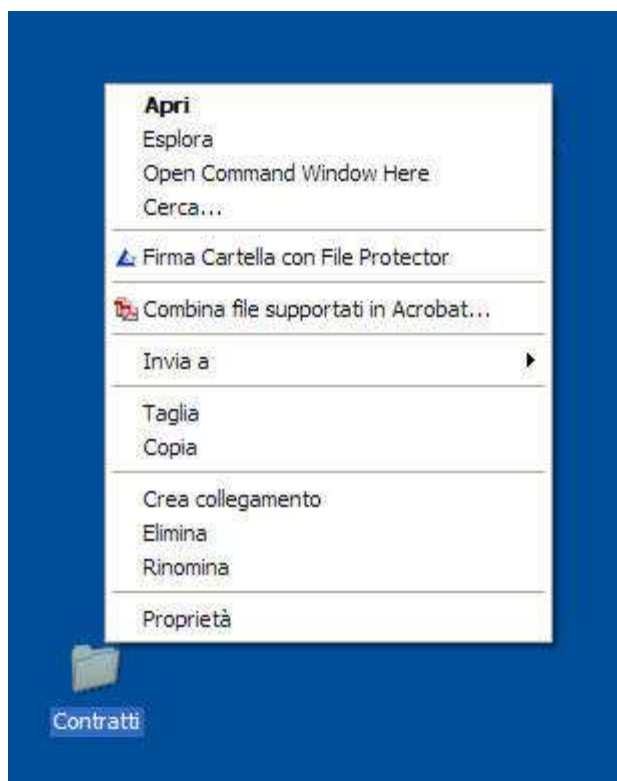 Apri
Esplora
Open Command Window Here
Cerca...
Firma Cartella con File Protector
Combina file supportati in Acrobat...
Invia a
Taglia
Copia
Crea collegamento
Elimina
Rinomina
Proprietà
Contratti